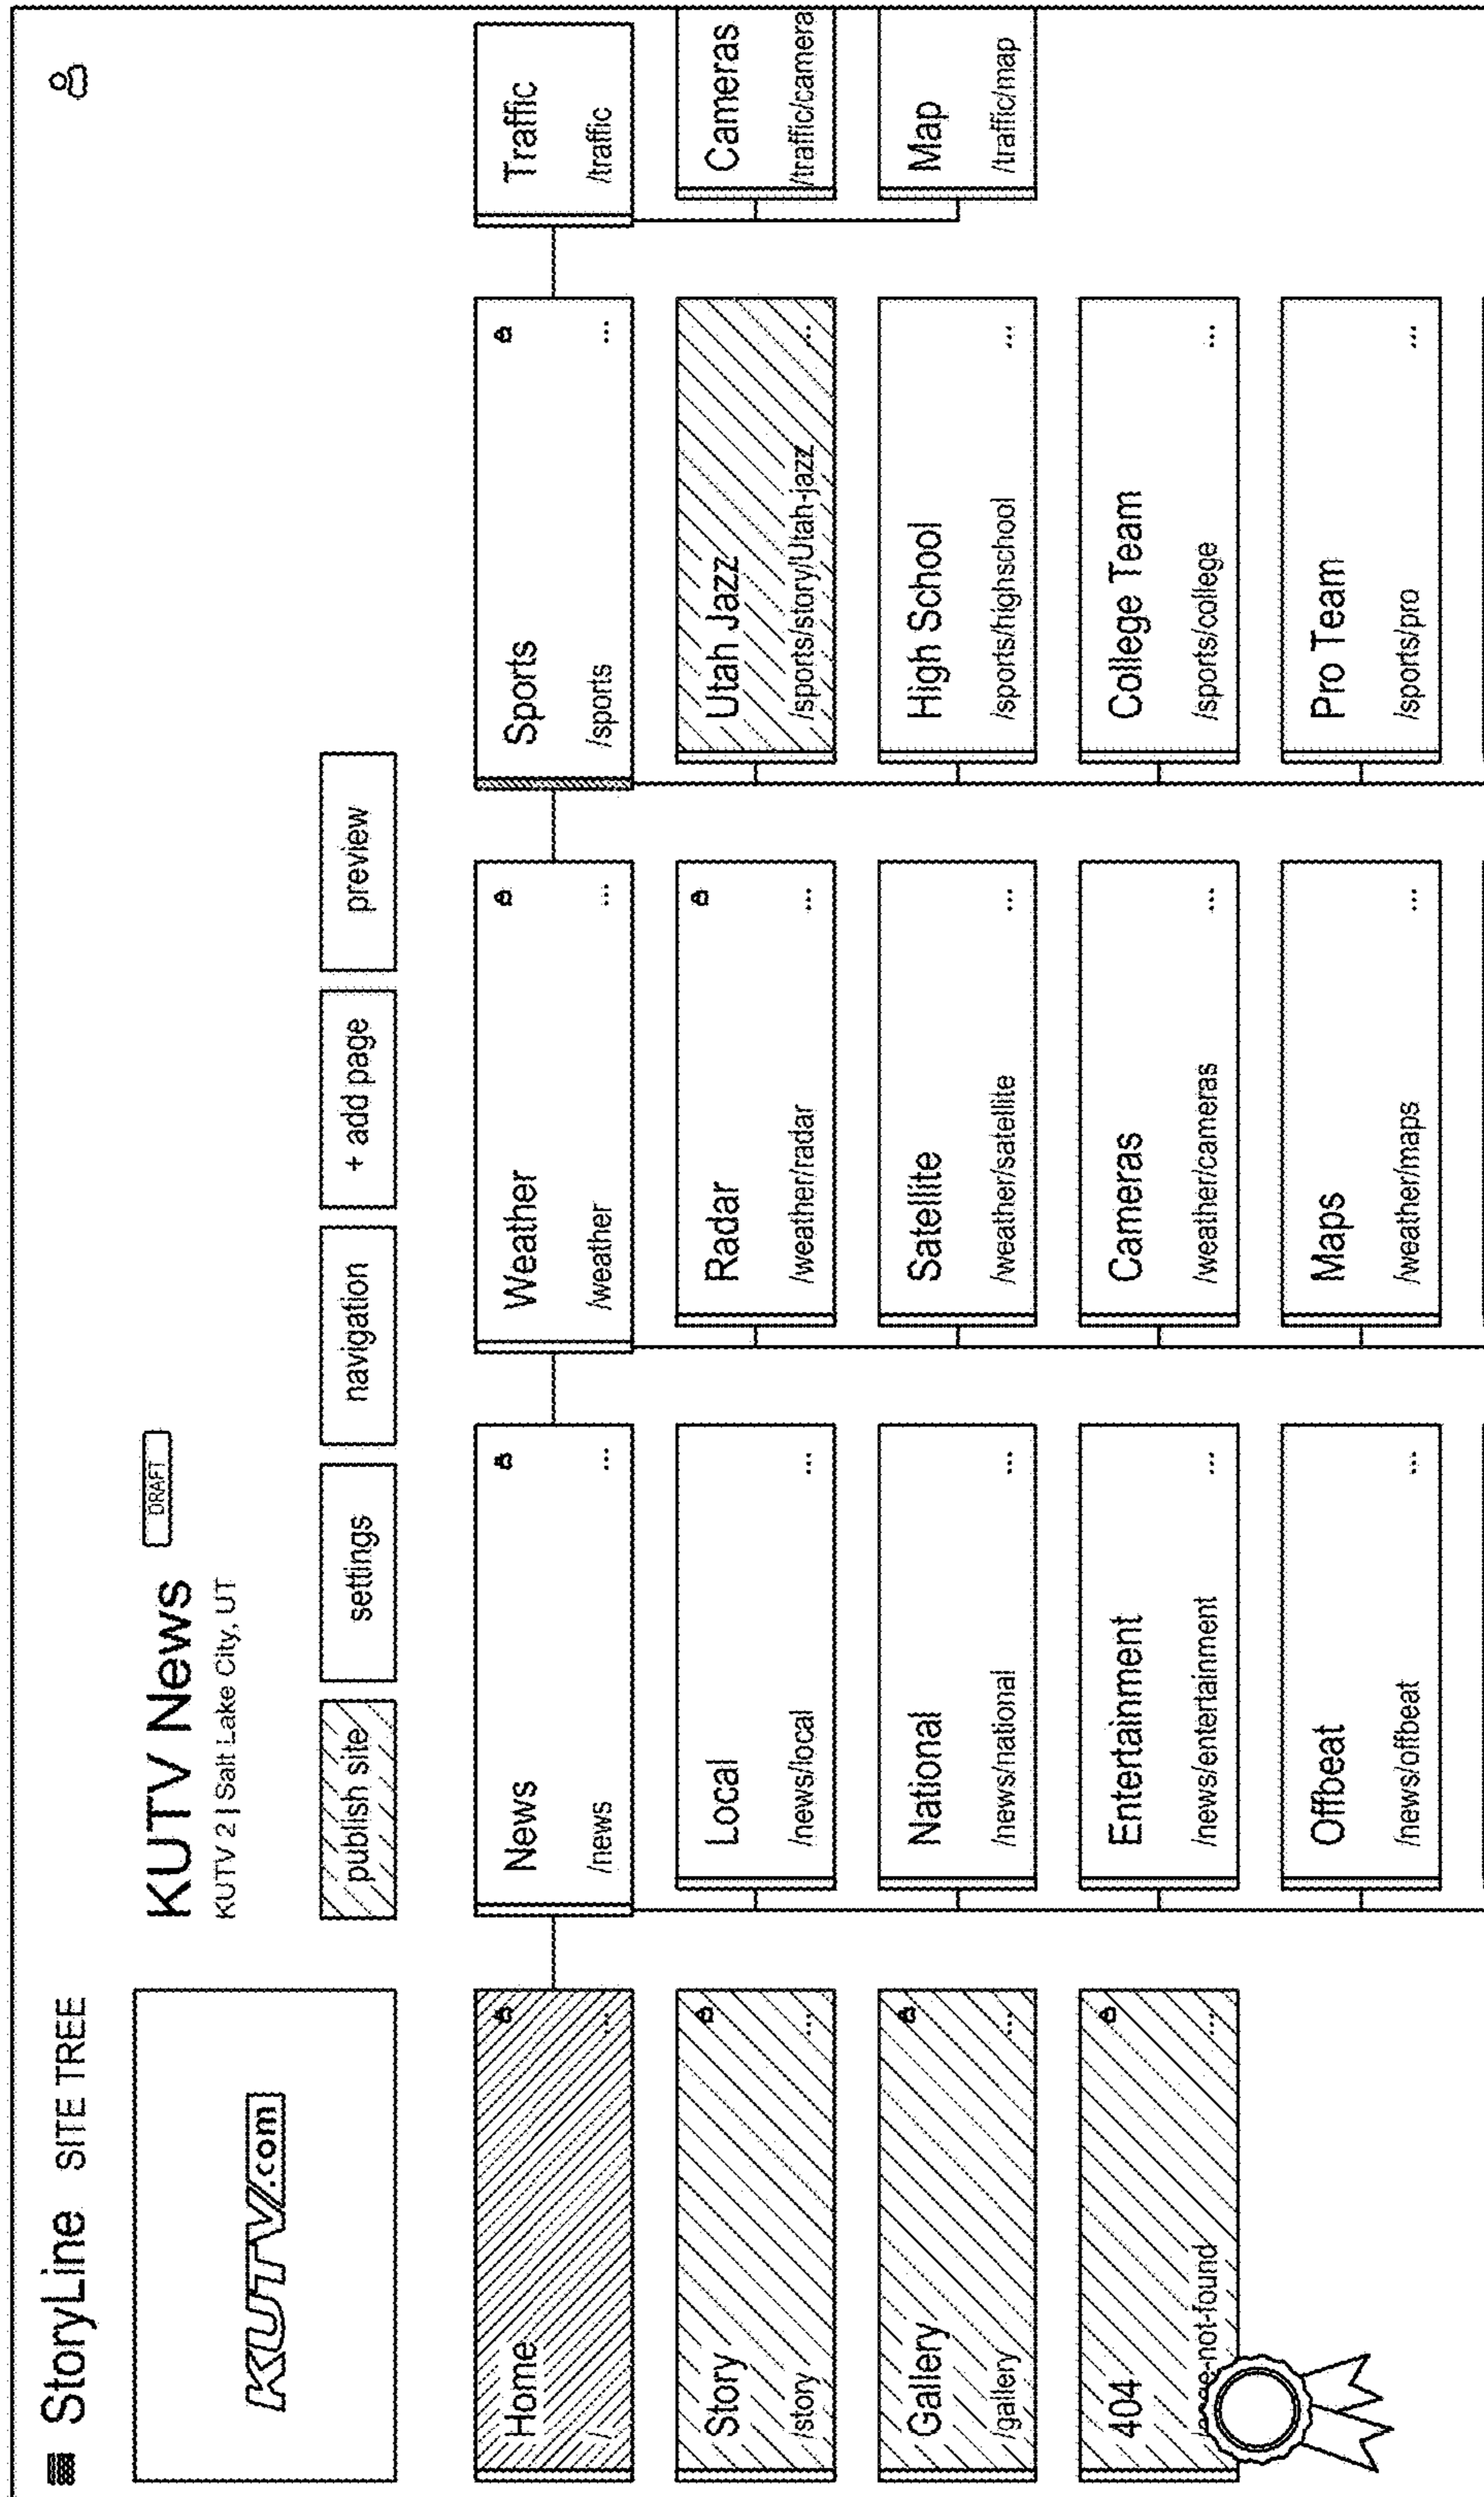 StoryLine SITE TREE
KUTV.com
KUTV News DRAFT
KUTV 2 | Salt Lake City, UT
publish site settings navigation + add page preview
Home
/
...
Story
/story
...
Gallery
/gallery
...
404
-not-found
...
News
/news
...
Local
/news/local
...
National
/news/national
...
Entertainment
/news/entertainment
...
Offbeat
/news/offbeat
...
Weather
/weather
...
Radar
/weather/radar
...
Satellite
/weather/satellite
...
Cameras
/weather/cameras
...
Maps
/weather/maps
...
Sports
/sports
...
Utah Jazz
/sports/story/Utah-jazz
...
High School
/sports/highschool
...
College Team
/sports/college
...
Pro Team
/sports/pro
...
Traffic
/traffic
Cameras
/traffic/camera
Map
/traffic/map